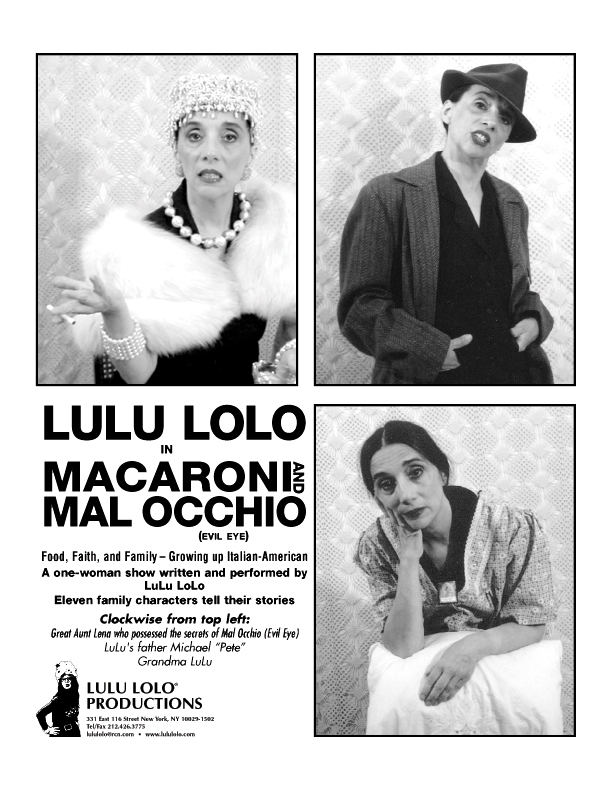 LULU LOLO
IN
MACARONI AND
MAL OCCHIO
(EVIL EYE)
Food, Faith, and Family – Growing up Italian-American
A one-woman show written and performed by
LuLu LoLo
Eleven family characters tell their stories
Clockwise from top left:
Great Aunt Lena who possessed the secrets of Mal Occhio (Evil Eye)
LuLu's father Michael "Pete"
Grandma LuLu
LULU LOLO®
PRODUCTIONS
331 East 116 Street New York, NY 10029-1502
Tel/Fax 212.426.3775
lululolo@rcn.com • www.lululolo.com